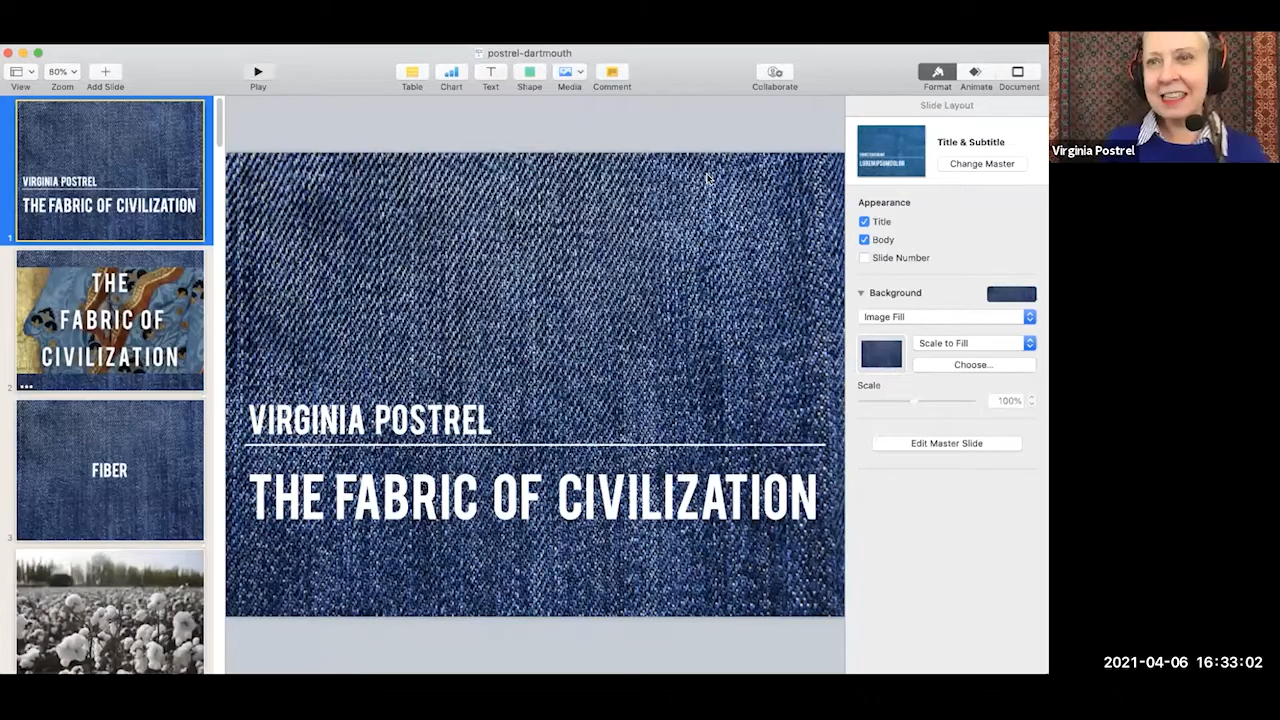 postrel-dartmouth
80%
View
Zoom
Add Slide
Play
Table
Chart
Text
Shape
Media
Comment
Collaborate
Format
Animate
Document
Slide Layout
VIRGINIA POSTREL
THE FABRIC OF CIVILIZATION
1
THE
FABRIC OF
CIVILIZATION
2
FIBER
3
VIRGINIA POSTREL
THE FABRIC OF CIVILIZATION
Title & Subtitle
Change Master
Appearance
Title
Body
Slide Number
Background
Image Fill
Scale to Fill
Choose...
Scale
100%
Edit Master Slide
Virginia Postrel
2021-04-06 16:33:02